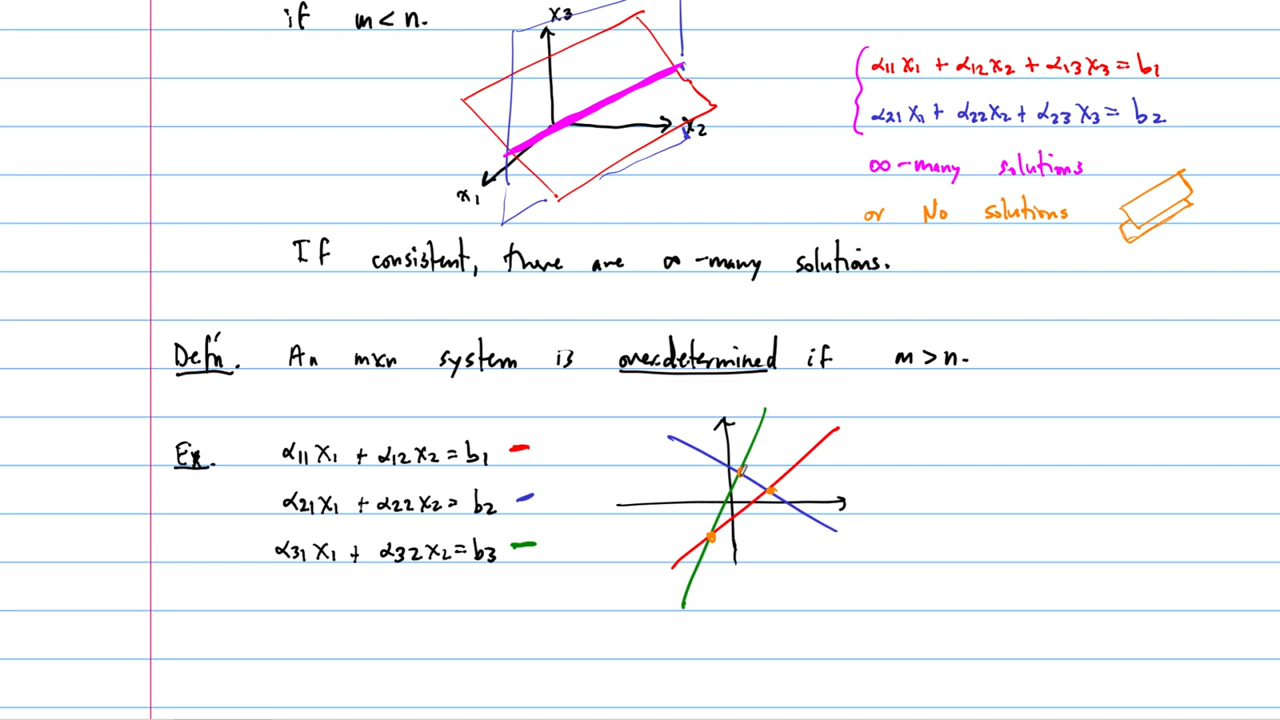 if m < n.
x3
x2
x1
α11 x1 + α12 x2 + α13 x3 = b1
α21 x1 + α22 x2 + α23 x3 = b2
∞-many solutions
or No solutions
If consistent, there are ∞-many solutions.
Def'n. An mxn system is overdetermined if m > n.
Ex. α11 x1 + α12 x2 = b1
α21 x1 + α22 x2 = b2
α31 x1 + α32 x2 = b3